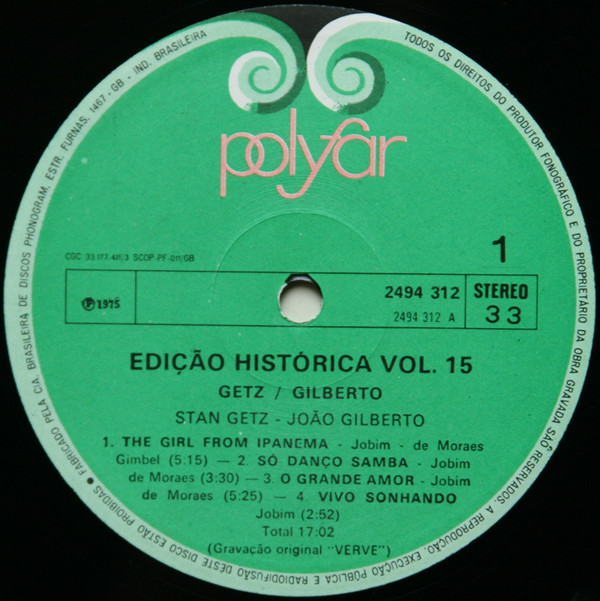 polyfar
CGC 33.177.411/3 SCDP-PF-011/GB
1
℗ 1975
2494 312
2494 312 A
STEREO
33
EDIÇÃO HISTÓRICA VOL. 15
GETZ / GILBERTO
STAN GETZ - JOÃO GILBERTO
1. THE GIRL FROM IPANEMA - Jobim - de Moraes
Gimbel (5:15) — 2. SÓ DANÇO SAMBA - Jobim
de Moraes (3:30) — 3. O GRANDE AMOR - Jobim
de Moraes (5:25) — 4. VIVO SONHANDO
Jobim (2:52)
Total 17:02
(Gravação original "VERVE")
TODOS OS DIREITOS DO PRODUTOR FONOGRÁFICO E DO PROPRIETÁRIO DA OBRA GRAVADA SAÕ RESERVADOS. A REPRODUÇÃO, EXECUÇÃO PÚBLICA E RADIODIFUSÃO DESTE DISCO ESTÃO PROIBIDAS • FABRICADO PELA CIA. BRASILEIRA DE DISCOS PHONOGRAM, ESTR. FURNAS, 1467 - GB - IND. BRASILEIRA